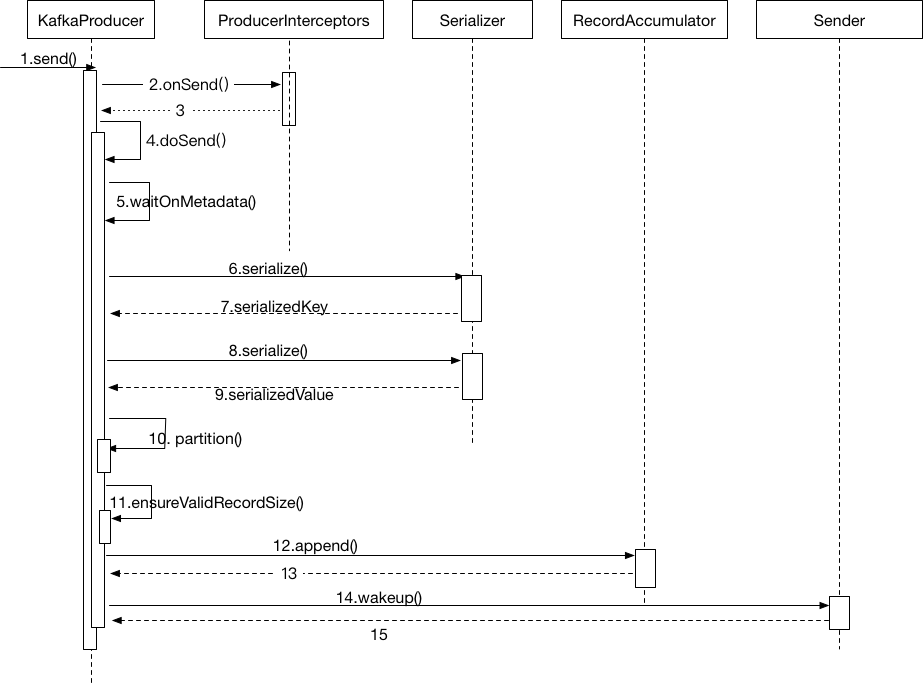 KafkaProducer
ProducerInterceptors
Serializer
RecordAccumulator
Sender
1.send()
2.onSend()
3
4.doSend()
5.waitOnMetadata()
6.serialize()
7.serializedKey
8.serialize()
9.serializedValue
10. partition()
11.ensureValidRecordSize()
12.append()
13
14.wakeup()
15